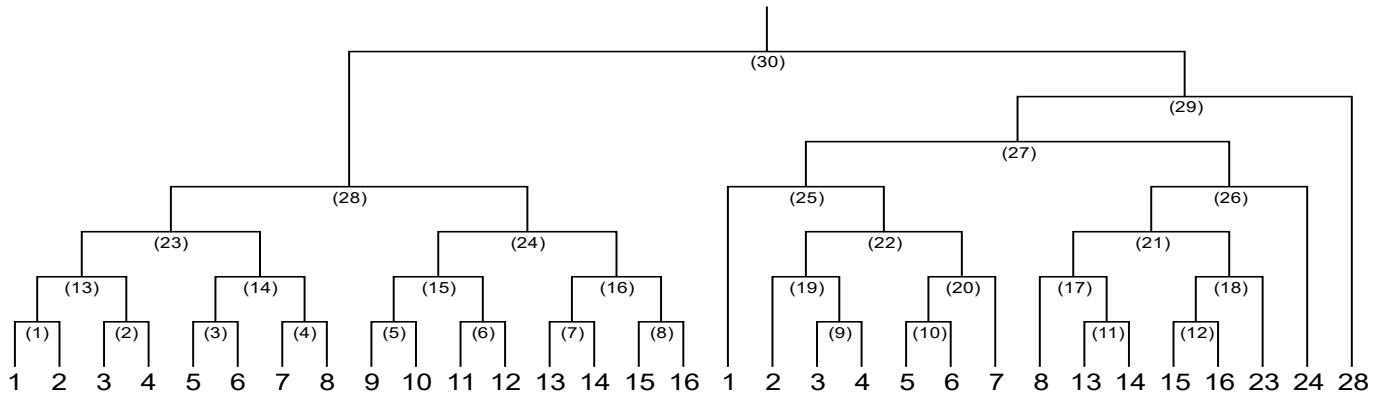 (30)
(29)
(27)
(28) (25) (26)
(23) (24) (22) (21)
(13) (14) (15) (16) (19) (20) (17) (18)
(1) (2) (3) (4) (5) (6) (7) (8) (9) (10) (11) (12)
1 2 3 4 5 6 7 8 9 10 11 12 13 14 15 16 1 2 3 4 5 6 7 8 13 14 15 16 23 24 28